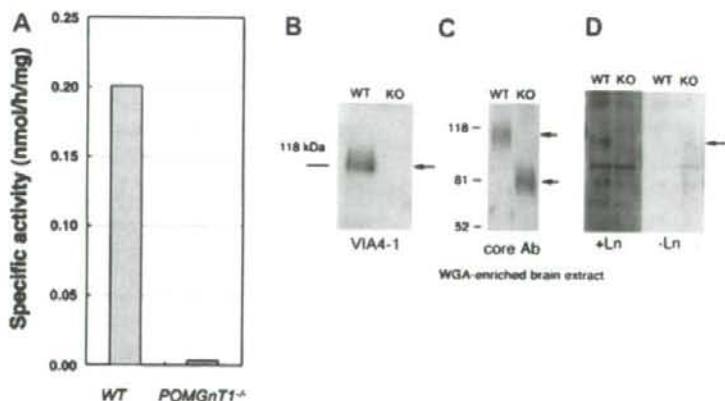 A
Specific activity (nmol/h/mg)
0.25
0.20
0.15
0.10
0.05
0.00
WT POMGnT1-/-
B
WT KO
118 kDa
VIA4-1
C
WT KO
118
81
52
core Ab
D
WT KO WT KO
+Ln -Ln
WGA-enriched brain extract